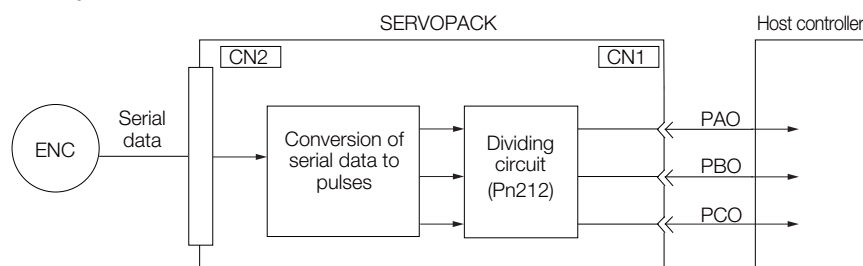 SERVOPACK
Host controller
CN2
CN1
ENC
Serial
data
Conversion of
serial data to
pulses
Dividing
circuit
(Pn212)
PAO
PBO
PCO